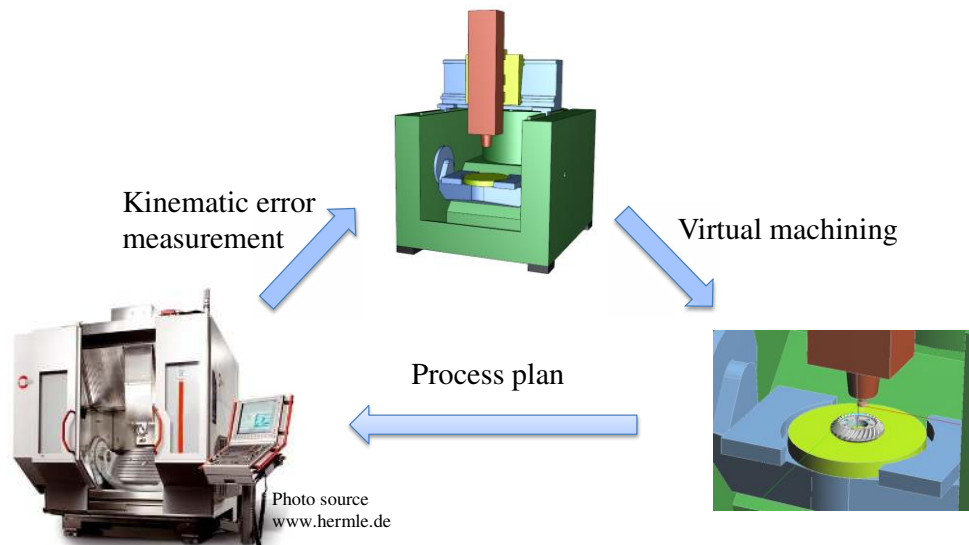 Kinematic error
measurement
Virtual machining
Process plan
Photo source
www.hermle.de